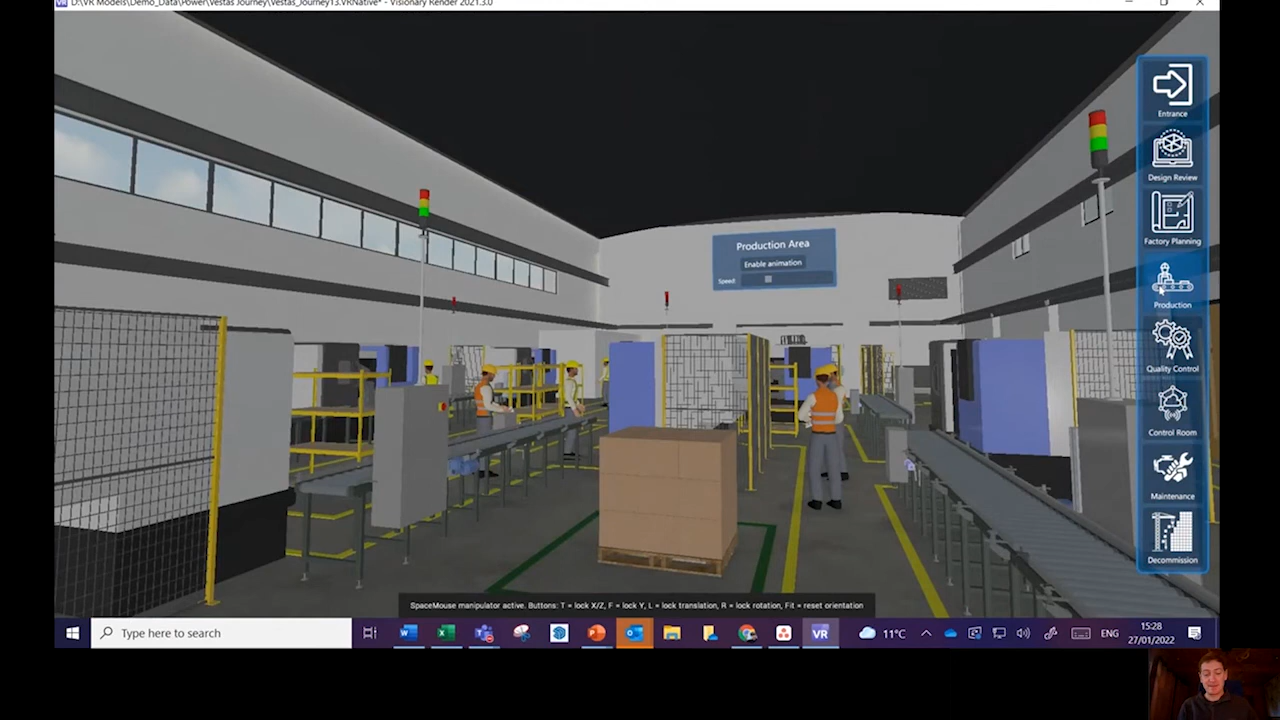 D:\VR Models\Demo_Data\Power\Vestas Journey\Vestas_Journey13.VRNative* - Visionary Render 2021.3.0
Entrance
Design Review
Factory Planning
Production Area
Enable animation
Speed
Production
Quality Control
Control Room
Maintenance
Decommission
SpaceMouse manipulator active. Buttons: T = lock X/Z, F = lock Y, L = lock translation, R = lock rotation, Fit = reset orientation
Type here to search
VR
11°C
ENG
15:28
27/01/2022